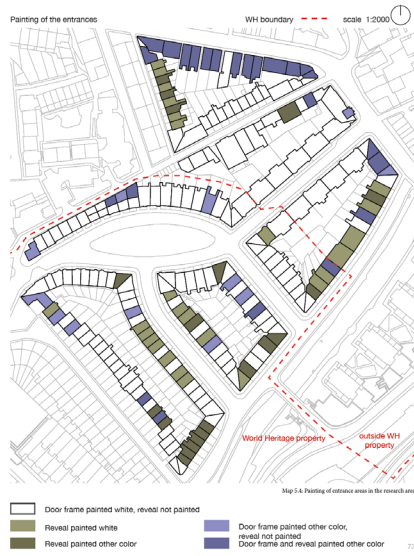 Painting of the entrances WH boundary scale 1:2000
World Heritage property
outside WH
property
Map 5.4: Painting of entrance areas in the research area
Door frame painted white, reveal not painted
Reveal painted white
Door frame painted other color,
reveal not painted
Reveal painted other color
Door frame and reveal painted other color
73